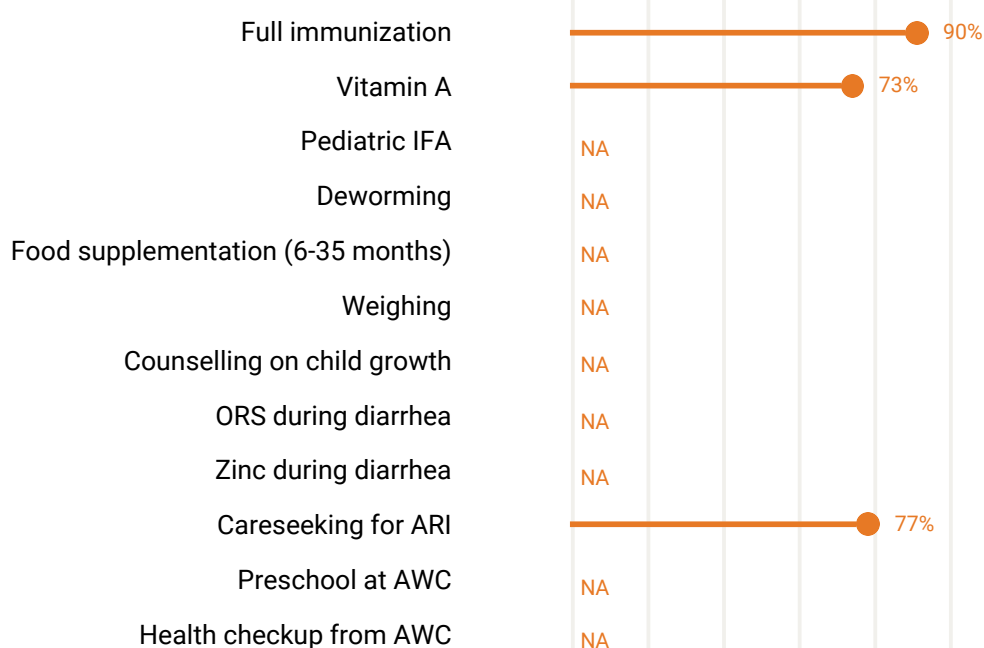 Full immunization 90%
Vitamin A 73%
Pediatric IFA NA
Deworming NA
Food supplementation (6-35 months) NA
Weighing NA
Counselling on child growth NA
ORS during diarrhea NA
Zinc during diarrhea NA
Careseeking for ARI 77%
Preschool at AWC NA
Health checkup from AWC NA